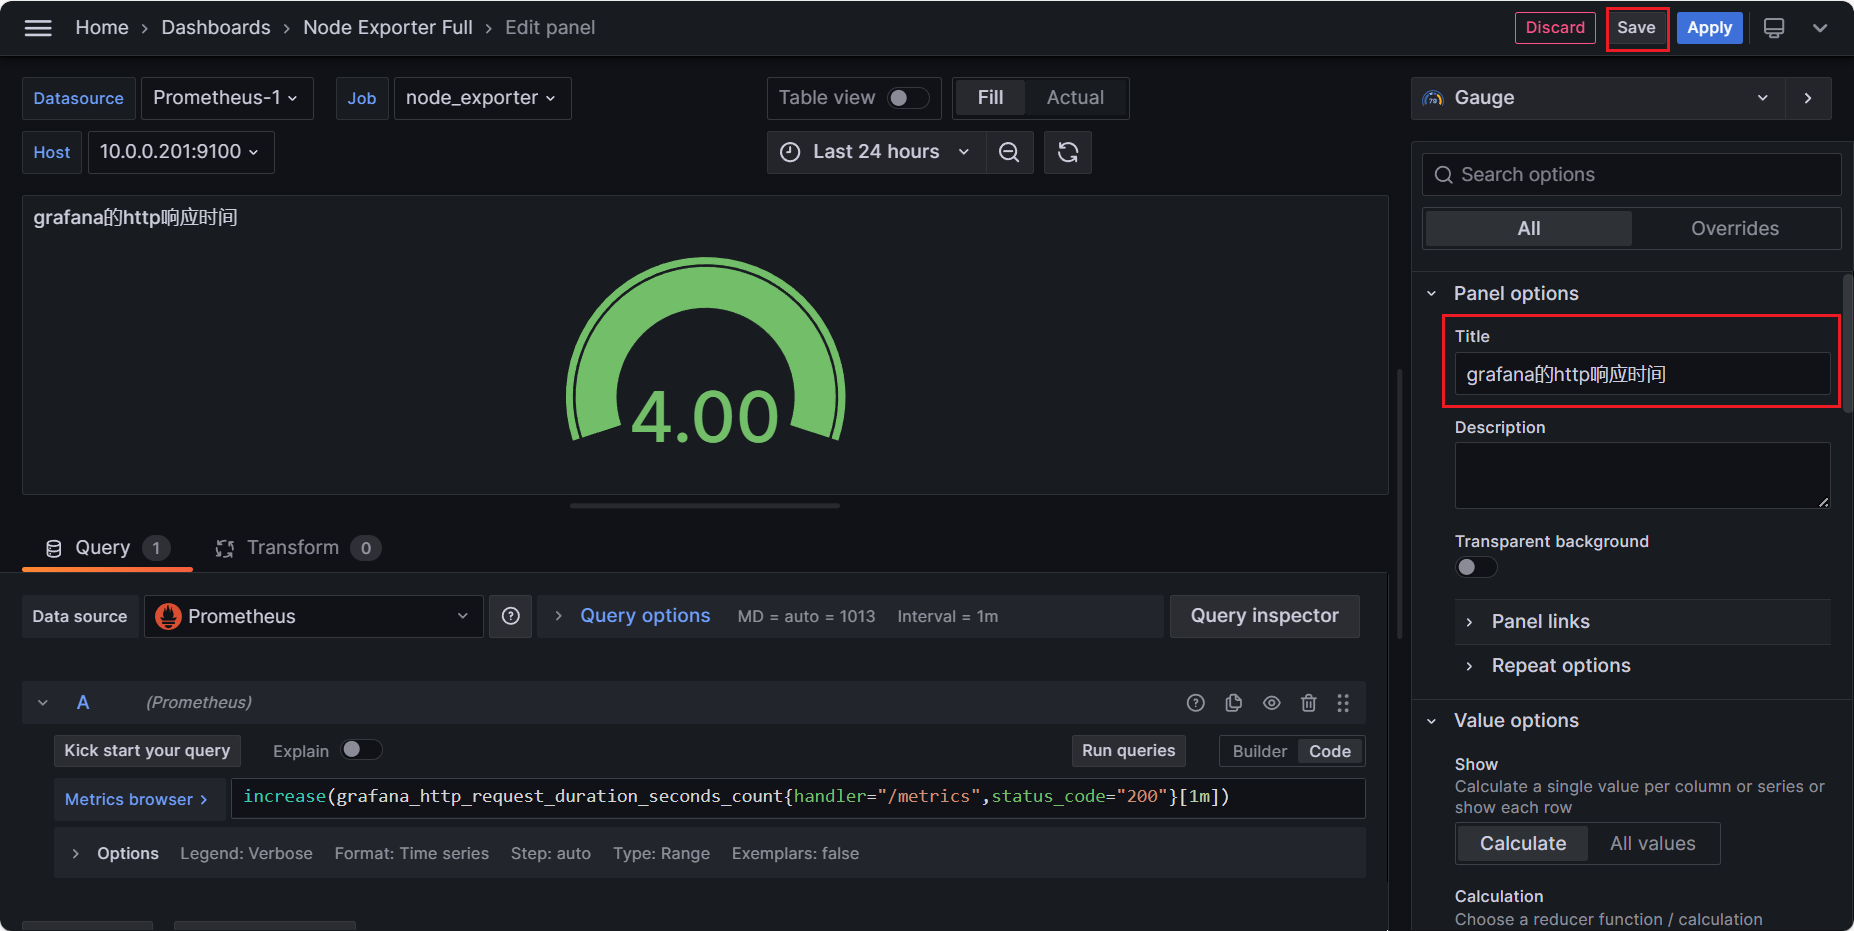 Home › Dashboards › Node Exporter Full › Edit panel
Discard
Save
Apply
Datasource
Prometheus-1
Job
node_exporter
Host
10.0.0.201:9100
Table view
Fill
Actual
Last 24 hours
grafana的http响应时间
4.00
Query
1
Transform
0
Data source
Prometheus
Query options
MD = auto = 1013
Interval = 1m
Query inspector
A
(Prometheus)
Kick start your query
Explain
Run queries
Builder
Code
Metrics browser
increase(grafana_http_request_duration_seconds_count{handler="/metrics",status_code="200"}[1m])
Options
Legend: Verbose
Format: Time series
Step: auto
Type: Range
Exemplars: false
79
Gauge
Search options
All
Overrides
Panel options
Title
grafana的http响应时间
Description
Transparent background
Panel links
Repeat options
Value options
Show
Calculate a single value per column or series or
show each row
Calculate
All values
Calculation
Choose a reducer function / calculation